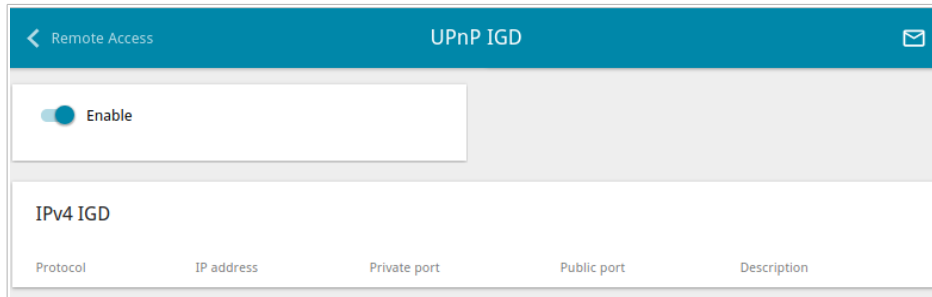 Remote Access UPnP IGD
Enable
IPv4 IGD
Protocol IP address Private port Public port Description